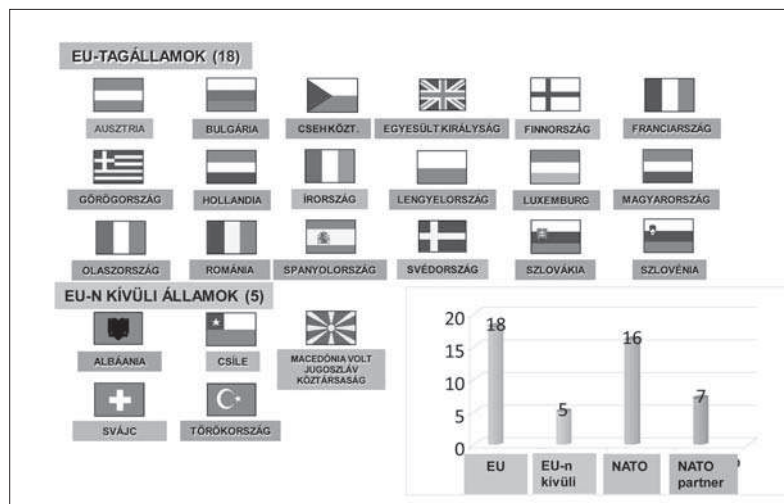 EU-TAGÁLLAMOK (18)
AUSZTRIA
BULGÁRIA
CSEH KÖZT.
EGYESÜLT KIRÁLYSÁG
FINNORSZÁG
FRANCIARSZÁG
GÖRÖGORSZÁG
HOLLANDIA
ÍRORSZÁG
LENGYELORSZÁG
LUXEMBURG
MAGYARORSZÁG
OLASZORSZÁG
ROMÁNIA
SPANYOLORSZÁG
SVÉDORSZÁG
SZLOVÁKIA
SZLOVÉNIA
EU-N KÍVÜLI ÁLLAMOK (5)
ALBÁANIA
CSÍLE
MACEDÓNIA VOLT
JUGOSZLÁV
KÖZTÁRSASÁG
SVÁJC
TÖRÖKORSZÁG
20
15
10
5
0
18
5
16
7
EU
EU-n
kívüli
NATO
NATO
partner